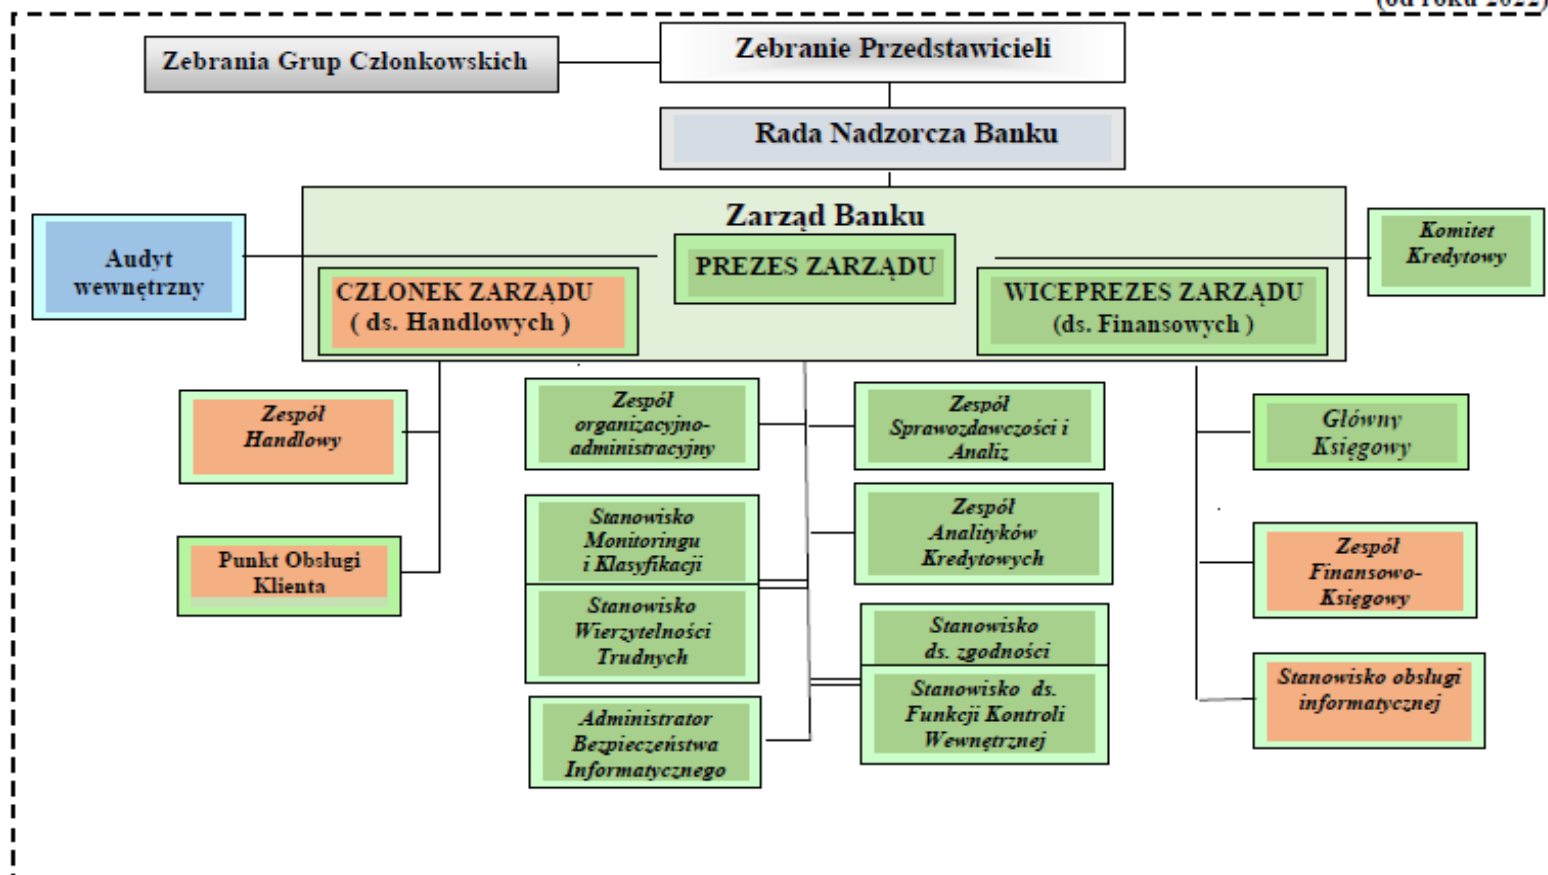 (od roku 2022)
Zebrania Grup Członkowskich
Zebranie Przedstawicieli
Rada Nadzorcza Banku
Zarząd Banku
PREZES ZARZĄDU
Audyt
wewnętrzny
CZŁONEK ZARZĄDU
( ds. Handlowych )
WICEPREZES ZARZĄDU
(ds. Finansowych )
Komitet
Kredytowy
Zespół
Handlowy
Punkt Obsługi
Klienta
Zespół
organizacyjno-
administracyjny
Stanowisko
Monitoringu
i Klasyfikacji
Stanowisko
Wierzytelności
Trudnych
Administrator
Bezpieczeństwa
Informatycznego
Zespół
Sprawozdawczości i
Analiz
Zespół
Analityków
Kredytowych
Stanowisko
ds. zgodności
Stanowisko ds.
Funkcji Kontroli
Wewnętrznej
Główny
Księgowy
Zespół
Finansowo-
Księgowy
Stanowisko obsługi
informatycznej